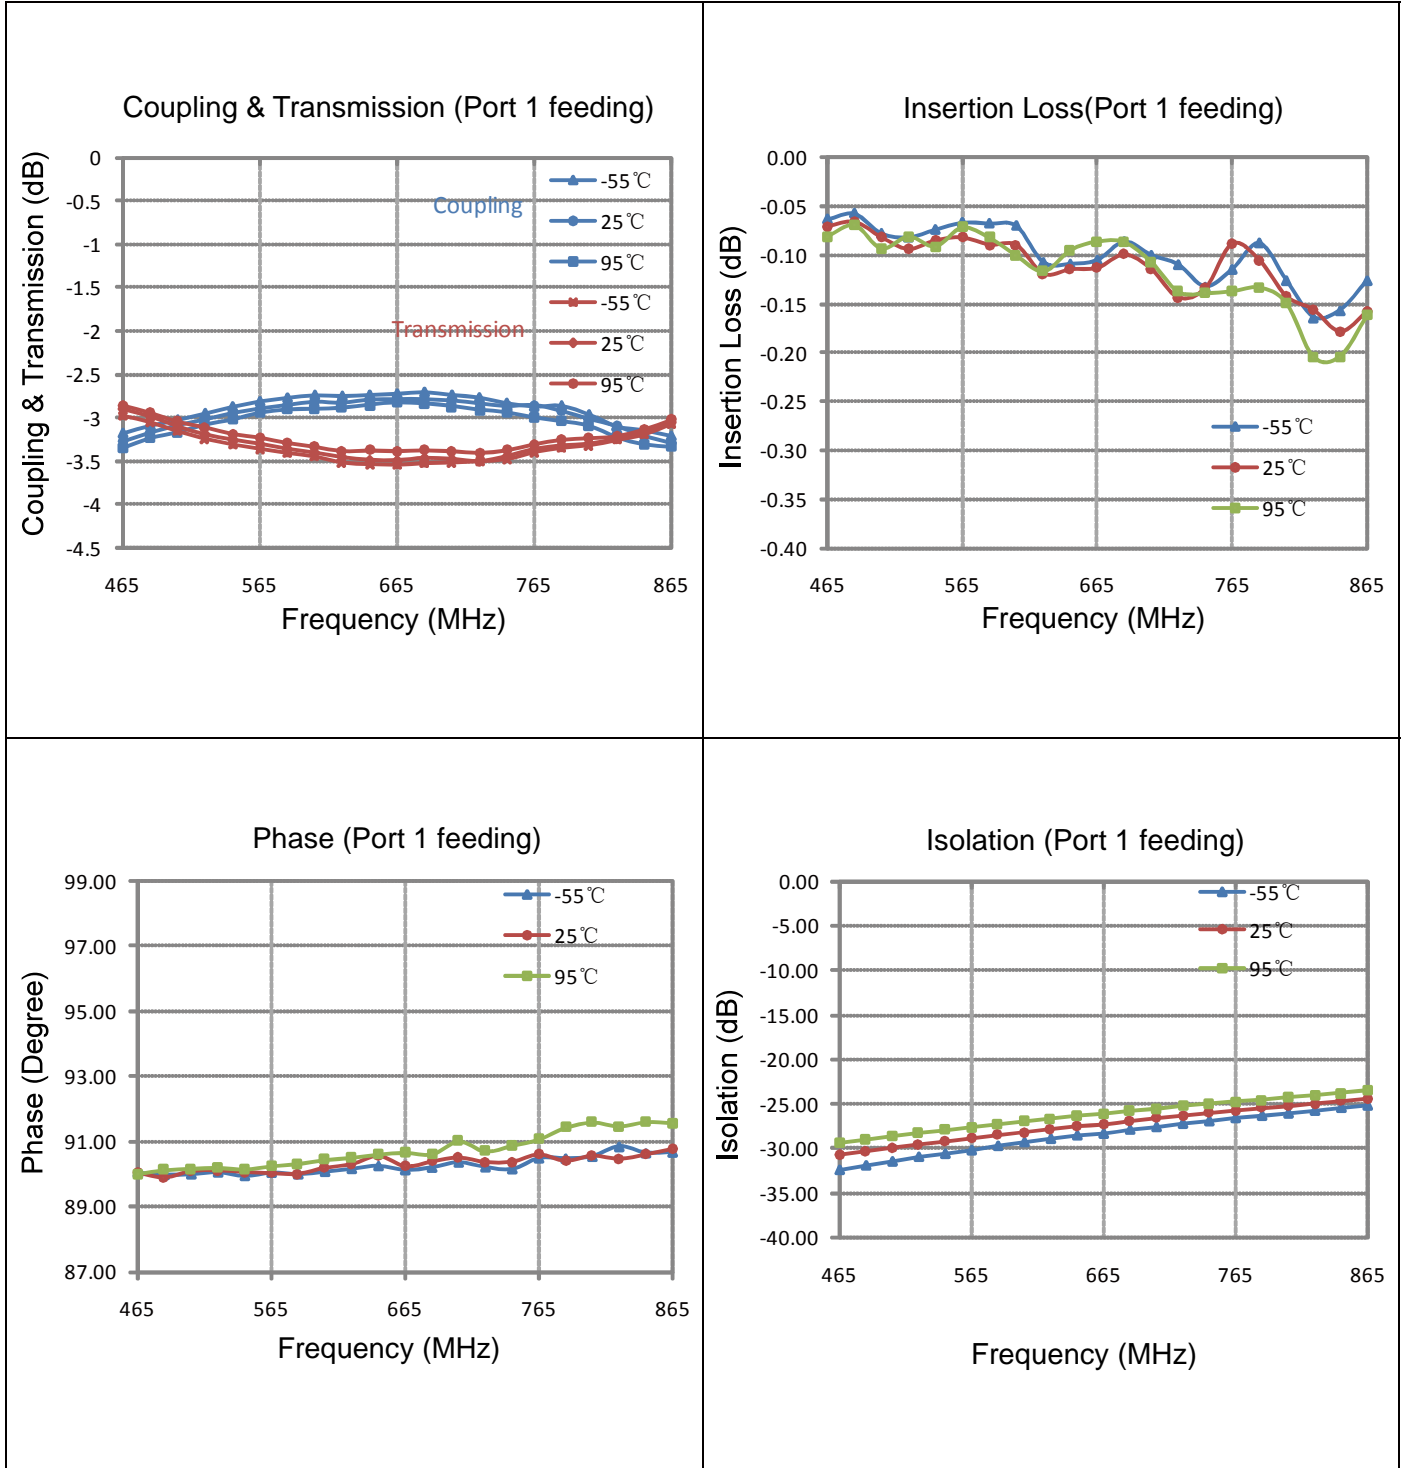 Coupling & Transmission (Port 1 feeding)
Coupling & Transmission (dB)
0
-0.5
-1
-1.5
-2
-2.5
-3
-3.5
-4
-4.5
Coupling
Transmission
-55℃
25℃
95℃
-55℃
25℃
95℃
465 565 665 765 865
Frequency (MHz)
Insertion Loss(Port 1 feeding)
Insertion Loss (dB)
0.00
-0.05
-0.10
-0.15
-0.20
-0.25
-0.30
-0.35
-0.40
-55℃
25℃
95℃
465 565 665 765 865
Frequency (MHz)
Phase (Port 1 feeding)
Phase (Degree)
99.00
97.00
95.00
93.00
91.00
89.00
87.00
-55℃
25℃
95℃
465 565 665 765 865
Frequency (MHz)
Isolation (Port 1 feeding)
Isolation (dB)
0.00
-5.00
-10.00
-15.00
-20.00
-25.00
-30.00
-35.00
-40.00
-55℃
25℃
95℃
465 565 665 765 865
Frequency (MHz)